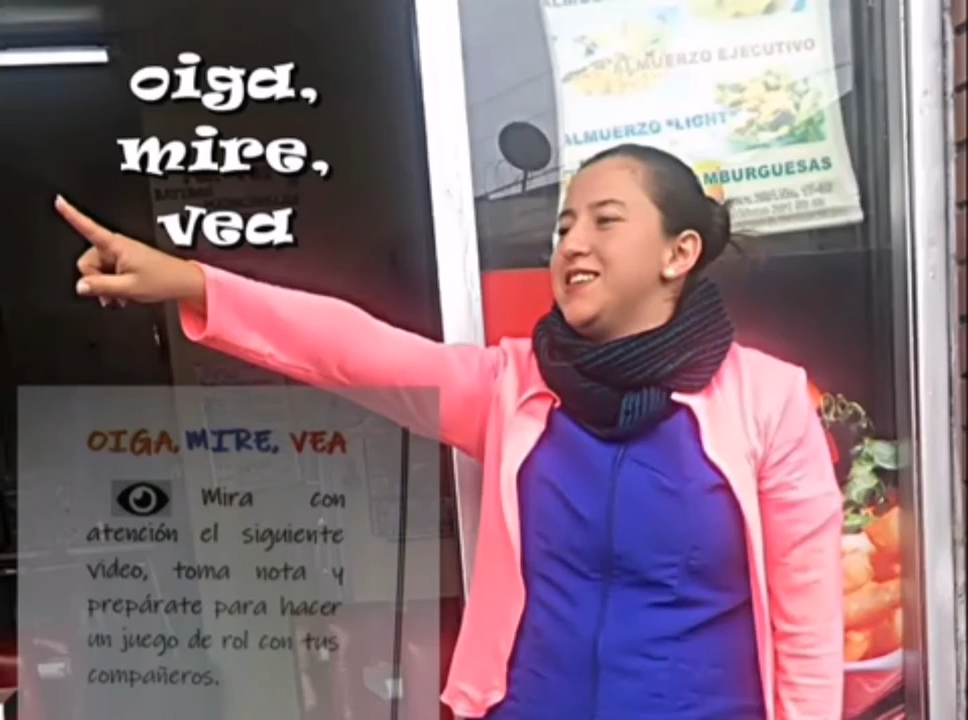 oiga,
mire,
vea
ALMUERZO EJECUTIVO
ALMUERZO "LIGHT"
MBURGUESAS
OIGA, MIRE, VEA
Mira con
atención el siguiente
video, toma nota y
prepárate para hacer
un juego de rol con tus
compañeros.